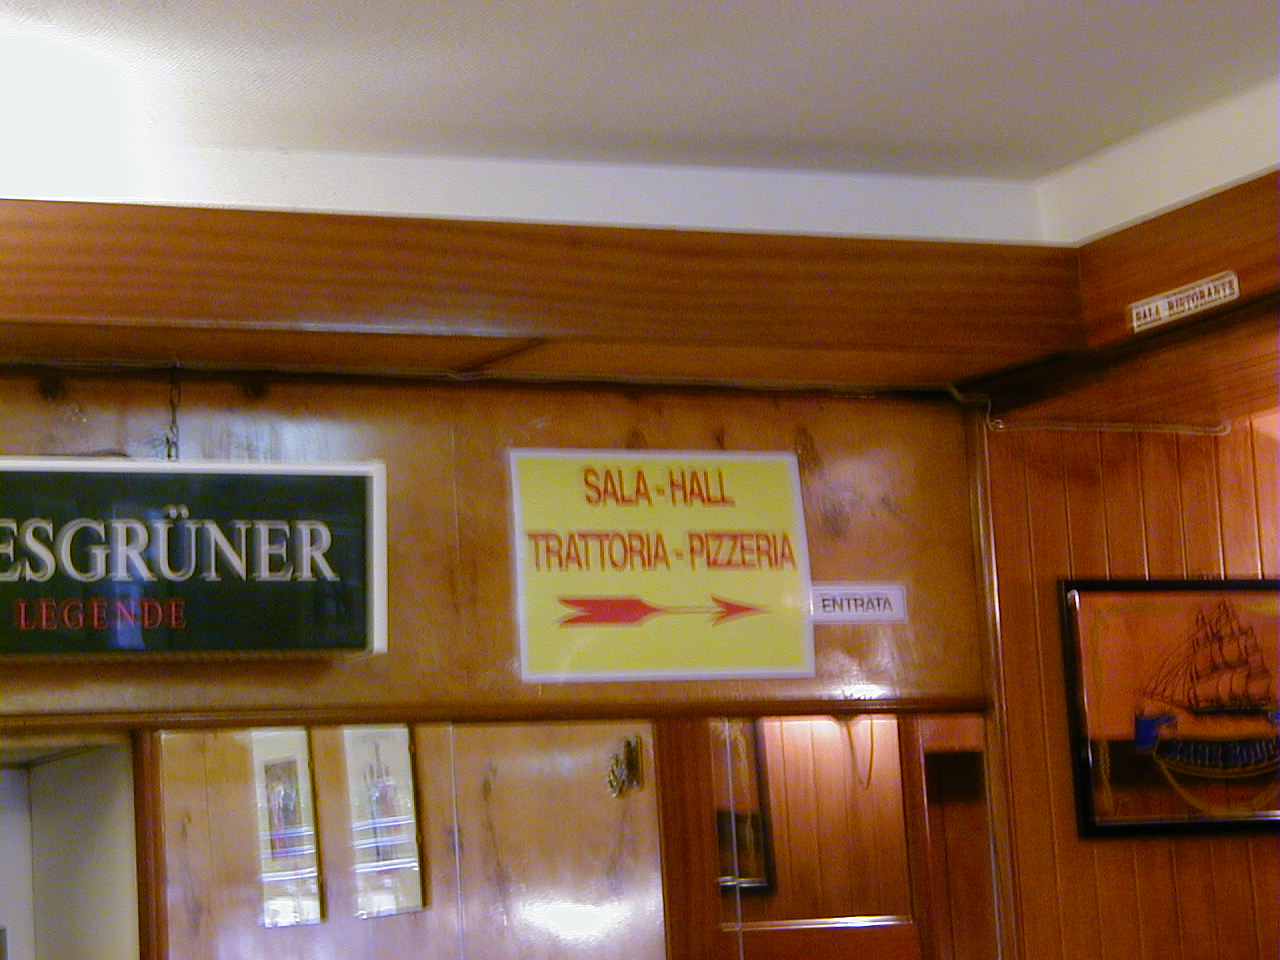 SALA RISTORANTE
SALA - HALL
TRATTORIA - PIZZERIA
ENTRATA
ESGRÜNER
LEGENDE